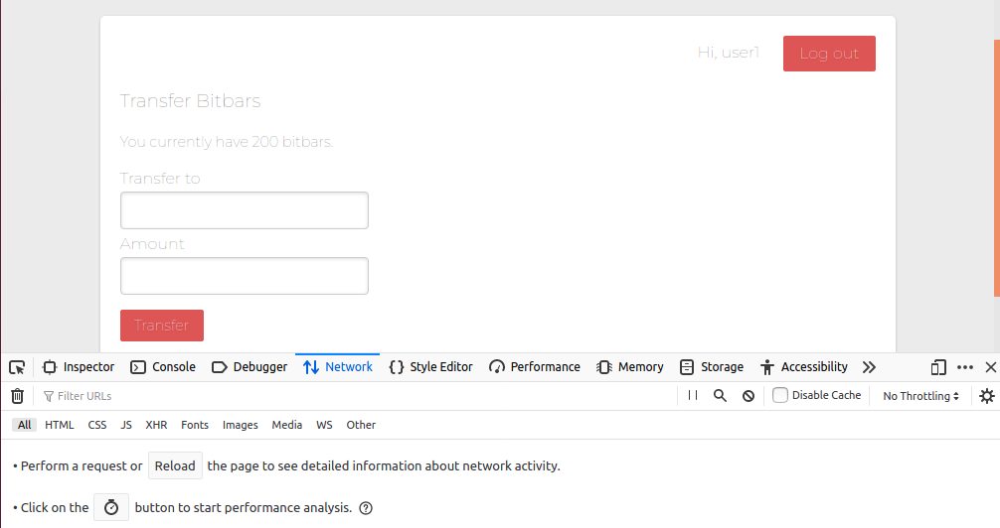 Hi, user1 Log out
Transfer Bitbars
You currently have 200 bitbars.
Transfer to
Amount
Transfer
Inspector Console Debugger Network Style Editor Performance Memory Storage Accessibility
Filter URLs Disable Cache No Throttling
All HTML CSS JS XHR Fonts Images Media WS Other
• Perform a request or Reload the page to see detailed information about network activity.
• Click on the button to start performance analysis. ?